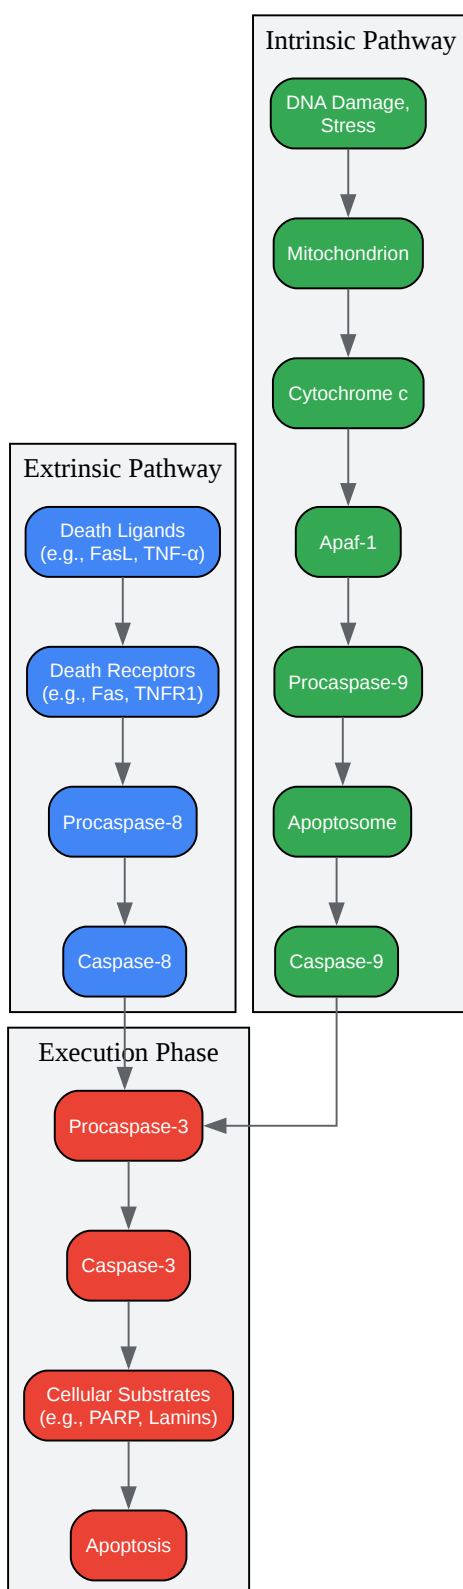 Intrinsic Pathway
DNA Damage,
Stress
Mitochondrion
Cytochrome c
Apaf-1
Procaspase-9
Apoptosome
Caspase-9
Extrinsic Pathway
Death Ligands
(e.g., FasL, TNF-α)
Death Receptors
(e.g., Fas, TNFR1)
Procaspase-8
Caspase-8
Execution Phase
Procaspase-3
Caspase-3
Cellular Substrates
(e.g., PARP, Lamins)
Apoptosis